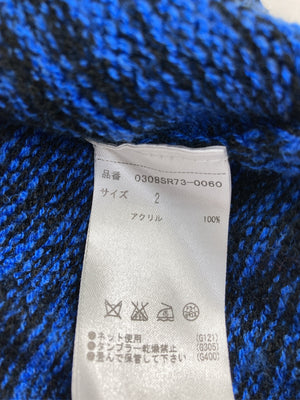 品番 0308SR73-0060
サイズ 2
アクリル 100%
◎ネット使用 (G121)
◎タンブラー乾燥禁止 (G305)
◎畳んで保管して下さい (G400)